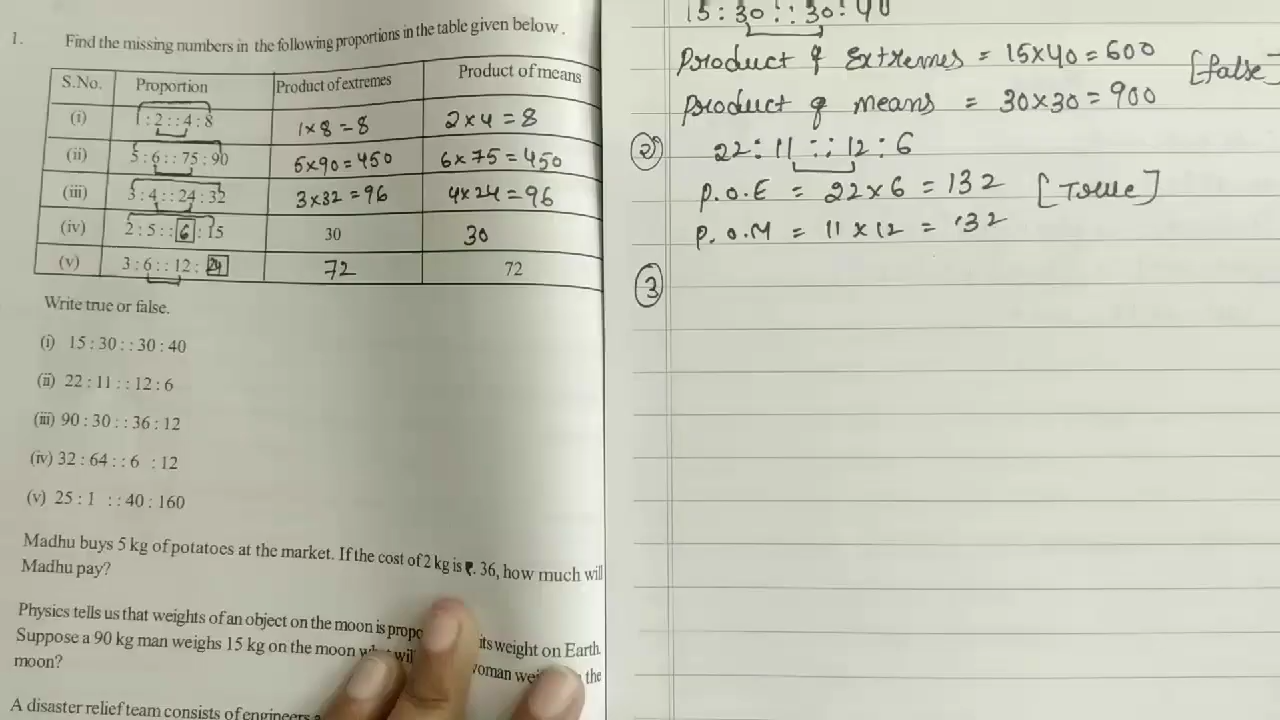 1. Find the missing numbers in the following proportions in the table given below.
S.No. Proportion Product of extremes Product of means
(i) 1 : 2 : : 4 : 8 1 × 8 = 8 2 × 4 = 8
(ii) 5 : 6 : : 75 : 90 5×90 = 450 6×75 = 450
(iii) 3 : 4 : : 24 : 32 3×32 = 96 4×24 = 96
(iv) 2 : 5 : : 6 : 15 30 30
(v) 3 : 6 : : 12 : 24 72 72
Write true or false.
(i) 15 : 30 : : 30 : 40
(ii) 22 : 11 : : 12 : 6
(iii) 90 : 30 : : 36 : 12
(iv) 32 : 64 : : 6 : 12
(v) 25 : 1 : : 40 : 160
Madhu buys 5 kg of potatoes at the market. If the cost of 2 kg is ₹. 36, how much will
Madhu pay?
Physics tells us that weights of an object on the moon is its weight on Earth.
Suppose a 90 kg man weighs 15 kg on the moon the
moon?
A disaster relief team consists of engineers
15 : 30 : : 30 : 40
Product of Extremes = 15×40 = 600 [false
Product of means = 30×30 = 900
② 22 : 11 : : 12 : 6
P.O.E = 22×6 = 132 [True]
P.O.M = 11×12 = 132
③